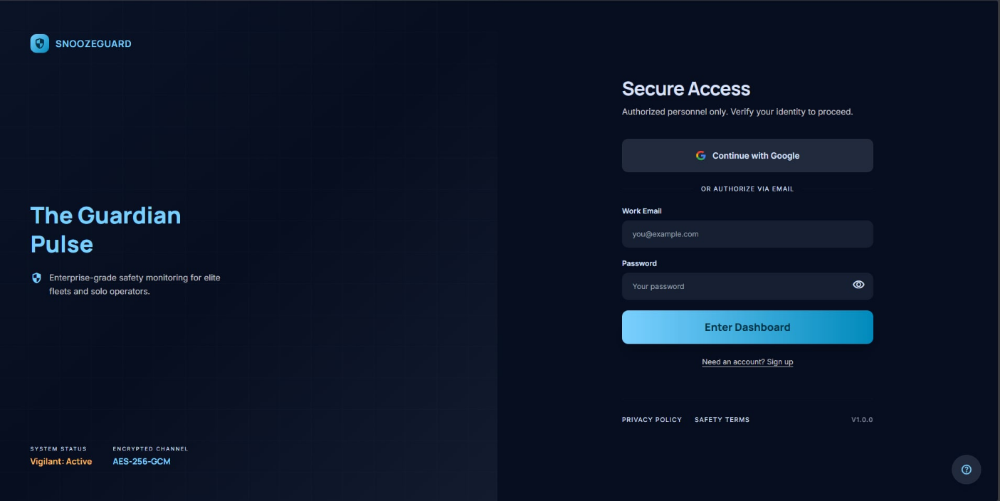 SNOOZEGUARD
The Guardian
Pulse
Enterprise-grade safety monitoring for elite
fleets and solo operators.
SYSTEM STATUS
Vigilant: Active
ENCRYPTED CHANNEL
AES-256-GCM
Secure Access
Authorized personnel only. Verify your identity to proceed.
Continue with Google
OR AUTHORIZE VIA EMAIL
Work Email
you@example.com
Password
Your password
Enter Dashboard
Need an account? Sign up
PRIVACY POLICY
SAFETY TERMS
V1.0.0